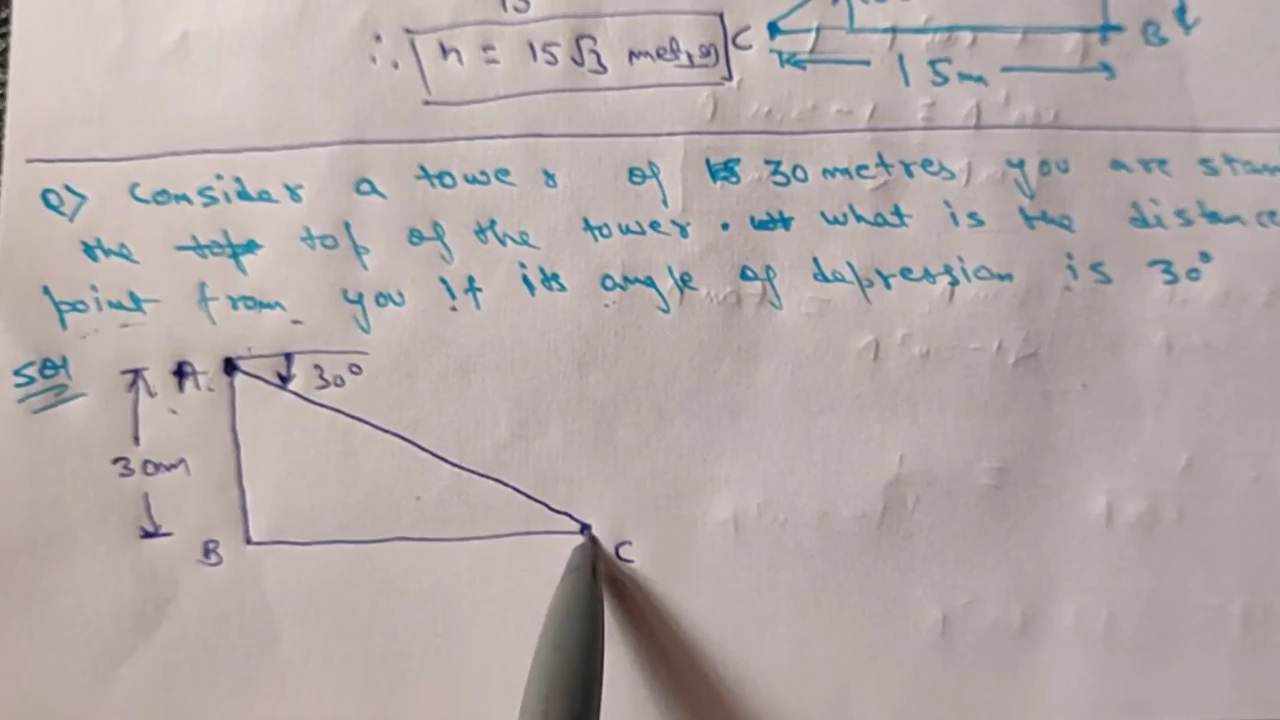 15
∴ h = 15√3 metres C
B
15m
Q> Consider a tower of 30 metres, you are stan
the top of the tower. what is the distance
point from you if its angle of depression is 30°
Sol A. 30°
30m
B C